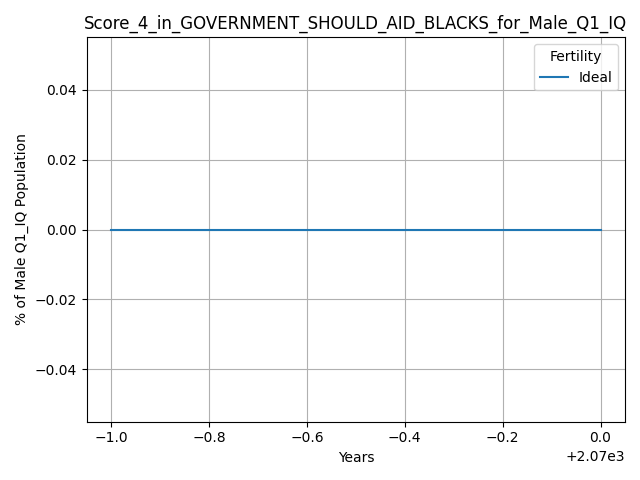 Score_4_in_GOVERNMENT_SHOULD_AID_BLACKS_for_Male_Q1_IQ
Fertility
Ideal
% of Male Q1_IQ Population
0.04
0.02
0.00
−0.02
−0.04
−1.0 −0.8 −0.6 −0.4 −0.2 0.0
Years
+2.07e3